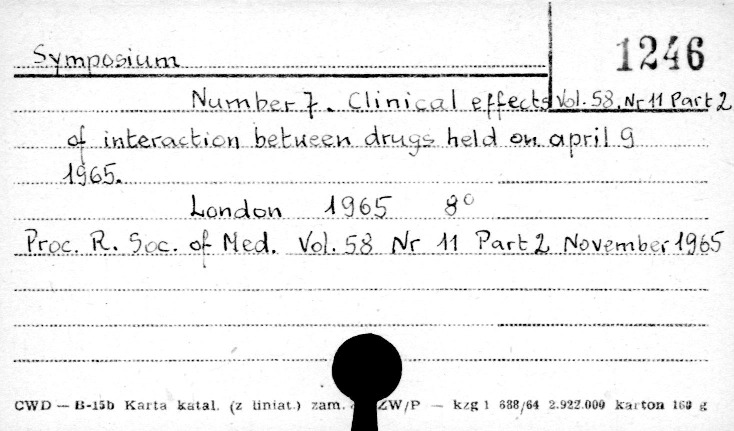 Symposium
1246
Number 7. Clinical effects Vol. 58, Nr 11 Part 2
of interaction between drugs held on april 9
1965.
London 1965 8°
Proc. R. Soc. of Med. Vol. 58 Nr 11 Part 2 November 1965
CWD — B-15b Karta katal. (z liniat.) zam. ZW/P — kzg 1 688/64 2.922.000 karton 160 g